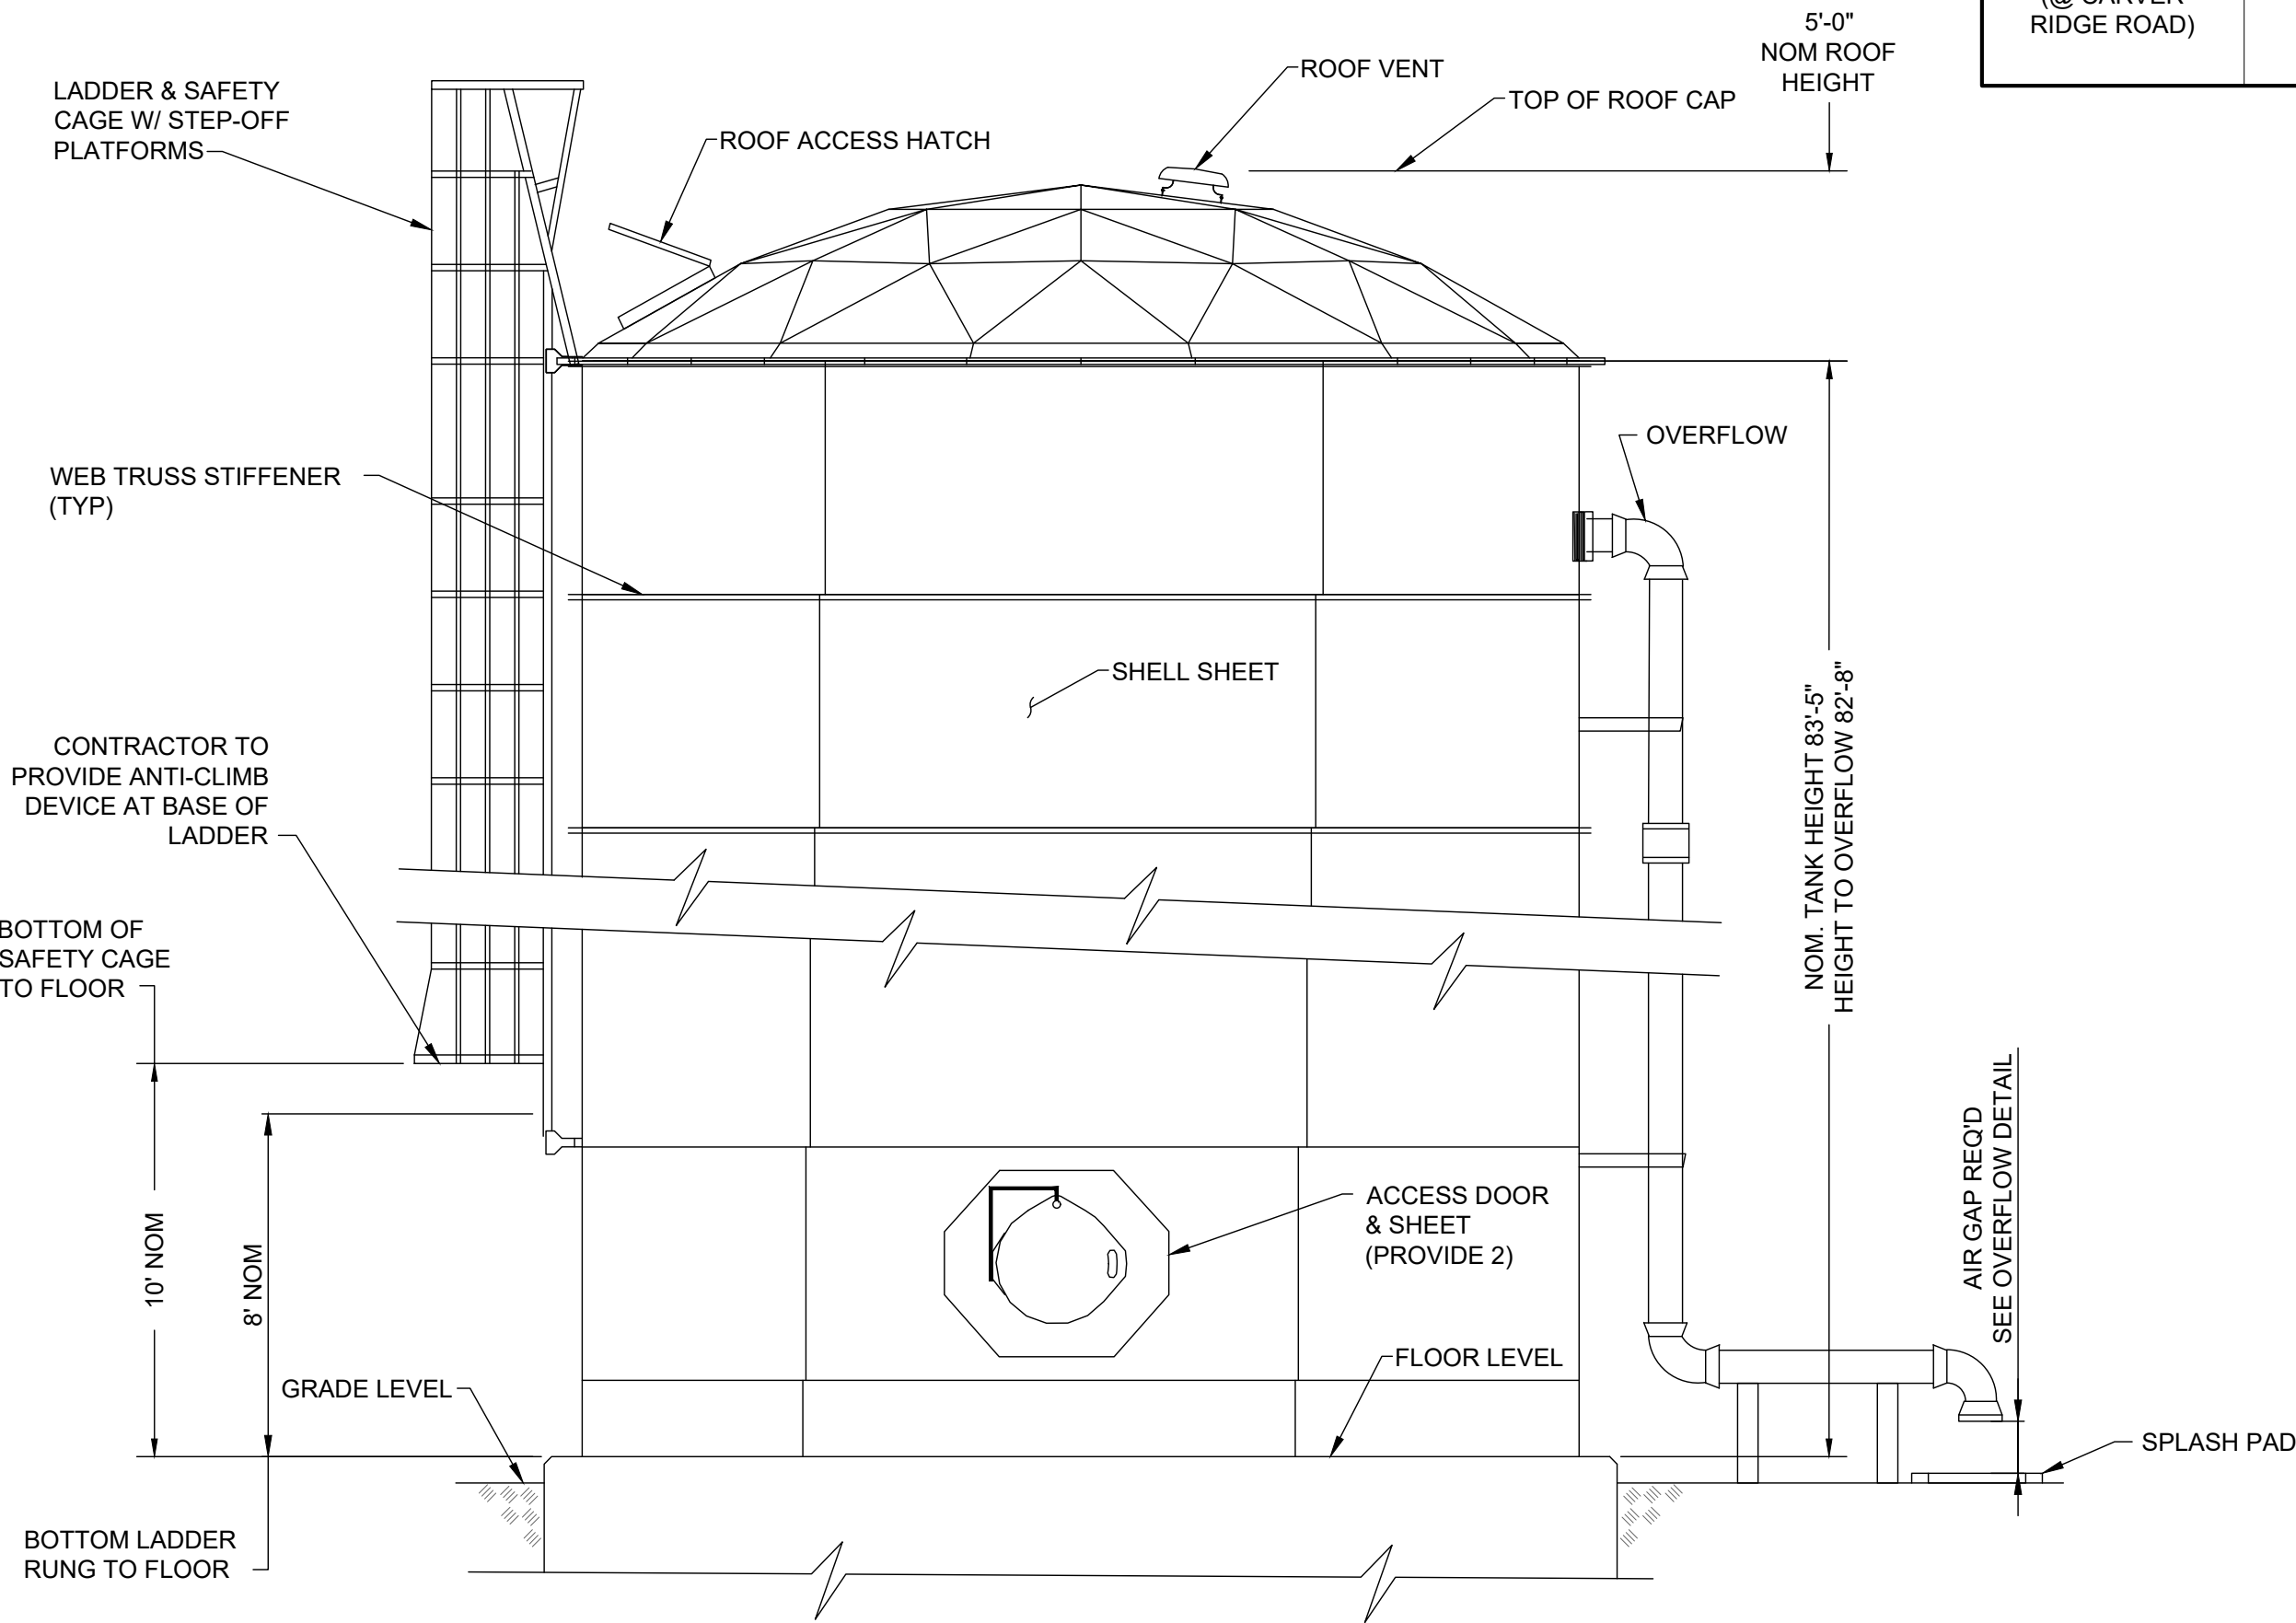 (@ CARVER
RIDGE ROAD)
5'-0"
NOM ROOF
HEIGHT
ROOF VENT
TOP OF ROOF CAP
LADDER & SAFETY
CAGE W/ STEP-OFF
PLATFORMS
ROOF ACCESS HATCH
OVERFLOW
WEB TRUSS STIFFENER
(TYP)
SHELL SHEET
NOM. TANK HEIGHT 83'-5"
HEIGHT TO OVERFLOW 82'-8"
CONTRACTOR TO
PROVIDE ANTI-CLIMB
DEVICE AT BASE OF
LADDER
BOTTOM OF
SAFETY CAGE
TO FLOOR
AIR GAP REQ'D
SEE OVERFLOW DETAIL
10' NOM
8' NOM
ACCESS DOOR
& SHEET
(PROVIDE 2)
FLOOR LEVEL
GRADE LEVEL
SPLASH PAD
BOTTOM LADDER
RUNG TO FLOOR